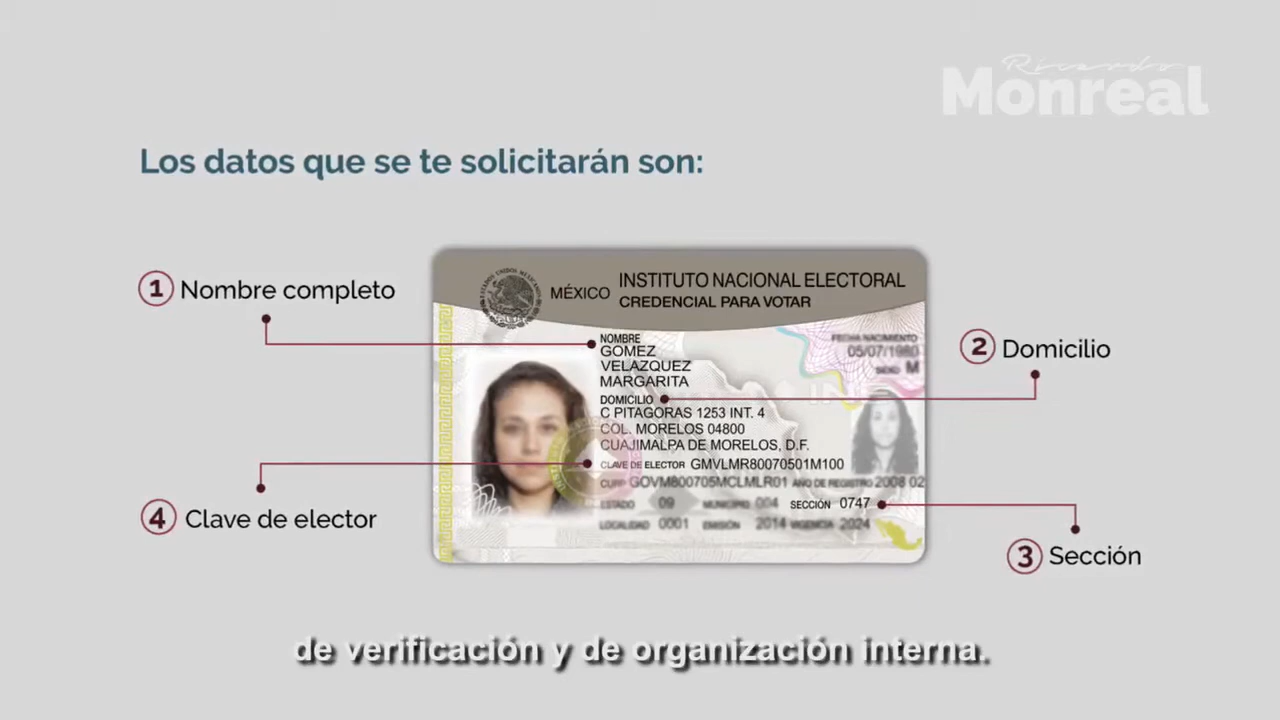 Ricardo
Monreal
Los datos que se te solicitarán son:
1 Nombre completo
2 Domicilio
3 Sección
4 Clave de elector
MÉXICO
INSTITUTO NACIONAL ELECTORAL
CREDENCIAL PARA VOTAR
NOMBRE
GOMEZ
VELAZQUEZ
MARGARITA
FECHA NACIMIENTO
05/07/1980
SEXO M
DOMICILIO
C PITAGORAS 1253 INT. 4
COL. MORELOS 04800
CUAJIMALPA DE MORELOS, D.F.
CLAVE DE ELECTOR GMVLMR80070501M100
CURP GOVM800705MCLMLR01 AÑO DE REGISTRO 2008 02
ESTADO 09 MUNICIPIO 004 SECCIÓN 0747
LOCALIDAD 0001 EMISIÓN 2014 VIGENCIA 2024
de verificación y de organización interna.